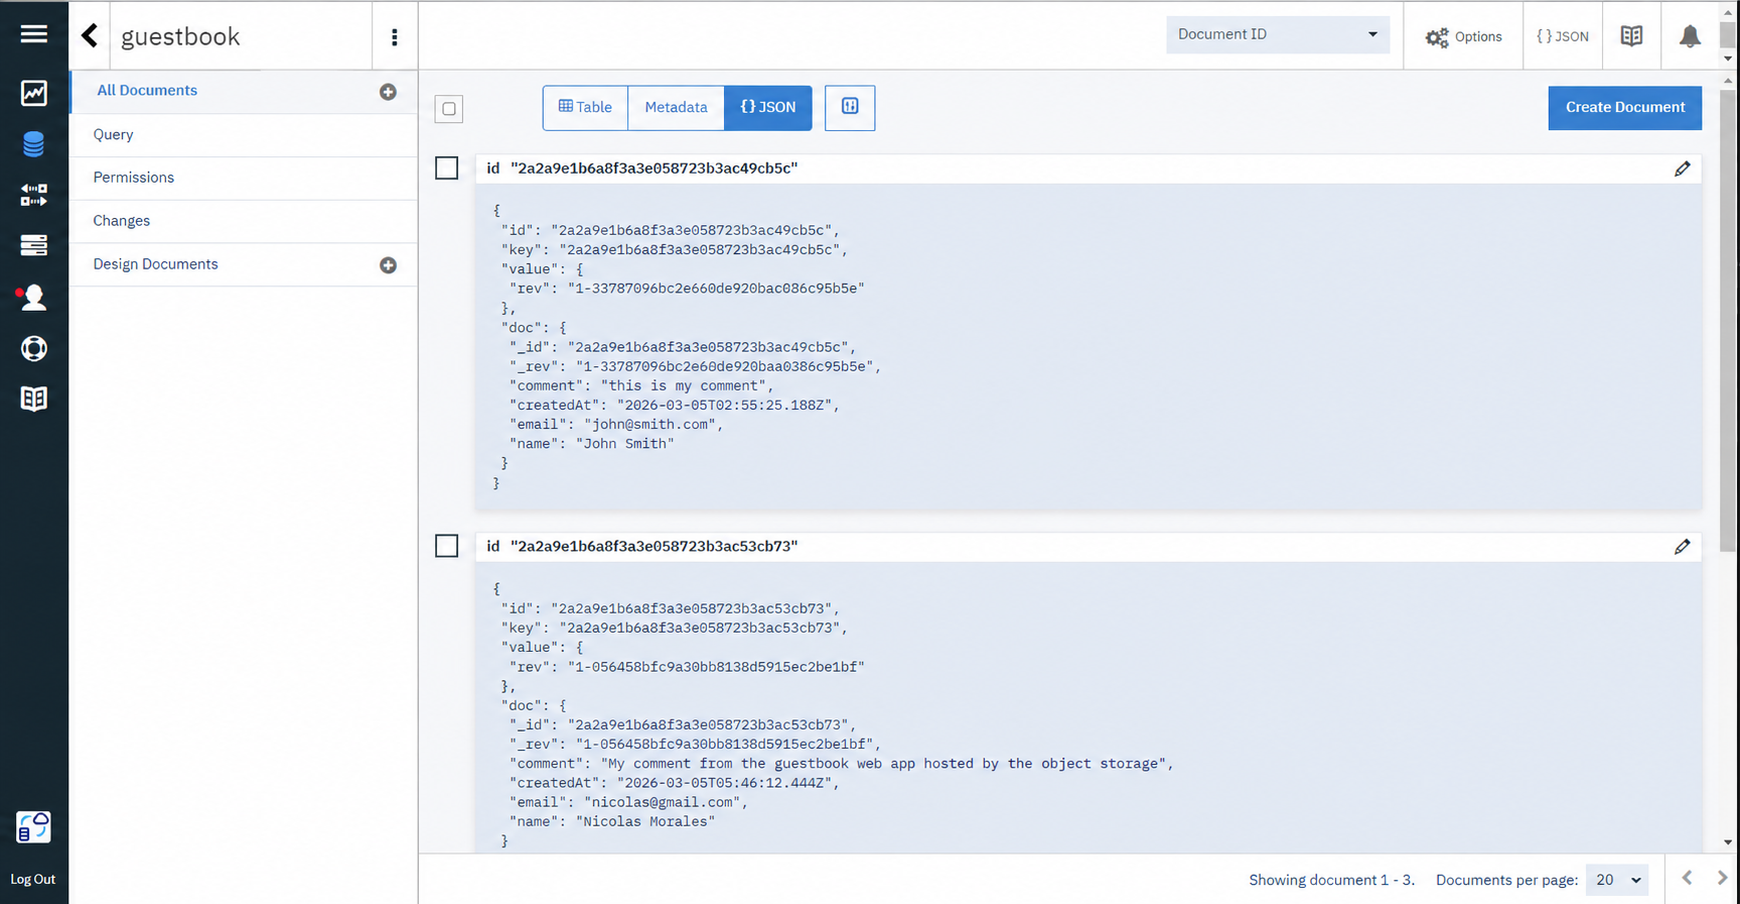 guestbook
Document ID
Options
{ } JSON
All Documents
Query
Permissions
Changes
Design Documents
Log Out
Table
Metadata
{} JSON
Create Document
id "2a2a9e1b6a8f3a3e058723b3ac49cb5c"
{
"id": "2a2a9e1b6a8f3a3e058723b3ac49cb5c",
"key": "2a2a9e1b6a8f3a3e058723b3ac49cb5c",
"value": {
"rev": "1-33787096bc2e660de920bac086c95b5e"
},
"doc": {
"_id": "2a2a9e1b6a8f3a3e058723b3ac49cb5c",
"_rev": "1-33787096bc2e60de920baa0386c95b5e",
"comment": "this is my comment",
"createdAt": "2026-03-05T02:55:25.188Z",
"email": "john@smith.com",
"name": "John Smith"
}
}
id "2a2a9e1b6a8f3a3e058723b3ac53cb73"
{
"id": "2a2a9e1b6a8f3a3e058723b3ac53cb73",
"key": "2a2a9e1b6a8f3a3e058723b3ac53cb73",
"value": {
"rev": "1-056458bfc9a30bb8138d5915ec2be1bf"
},
"doc": {
"_id": "2a2a9e1b6a8f3a3e058723b3ac53cb73",
"_rev": "1-056458bfc9a30bb8138d5915ec2be1bf",
"comment": "My comment from the guestbook web app hosted by the object storage",
"createdAt": "2026-03-05T05:46:12.444Z",
"email": "nicolas@gmail.com",
"name": "Nicolas Morales"
}
Showing document 1 - 3.
Documents per page: 20